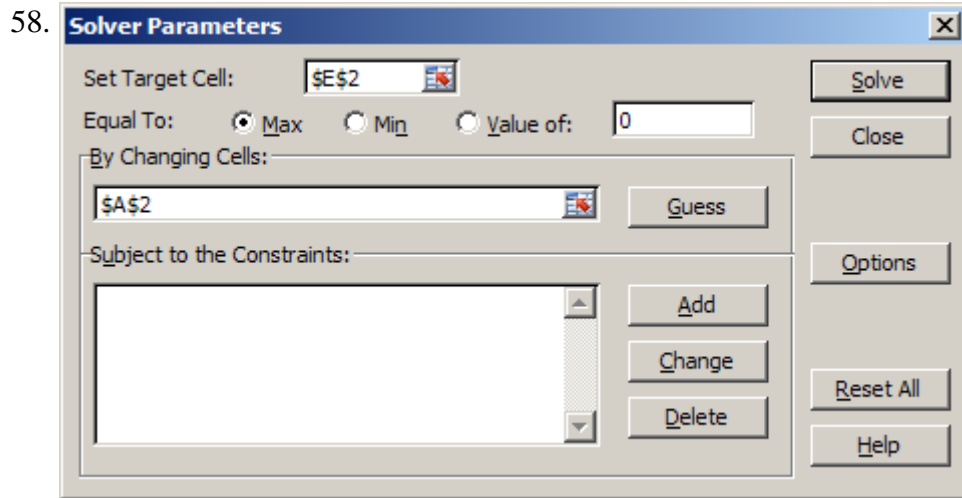 58.
Solver Parameters
Set Target Cell: $E$2
Solve
Equal To: Max Min Value of: 0
Close
By Changing Cells:
$A$2
Guess
Subject to the Constraints:
Options
Add
Change
Reset All
Delete
Help